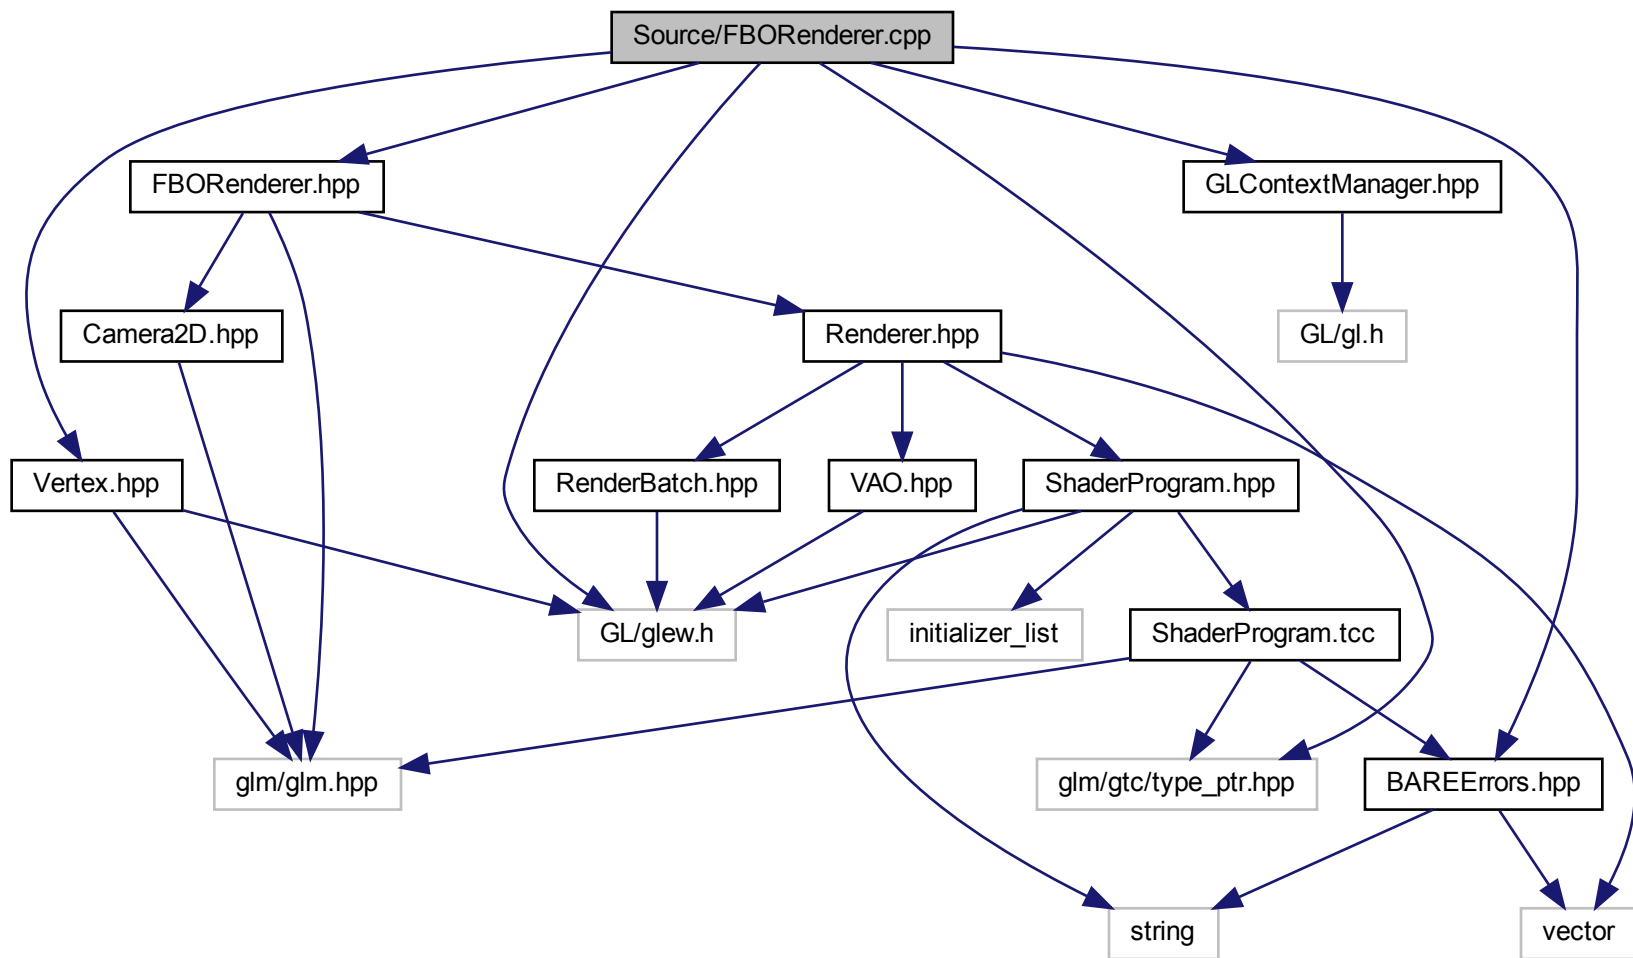 Source/FBORenderer.cpp
FBORenderer.hpp
GLContextManager.hpp
Camera2D.hpp
Renderer.hpp
GL/gl.h
Vertex.hpp
RenderBatch.hpp
VAO.hpp
ShaderProgram.hpp
GL/glew.h
initializer_list
ShaderProgram.tcc
glm/glm.hpp
glm/gtc/type_ptr.hpp
BAREErrors.hpp
string
vector